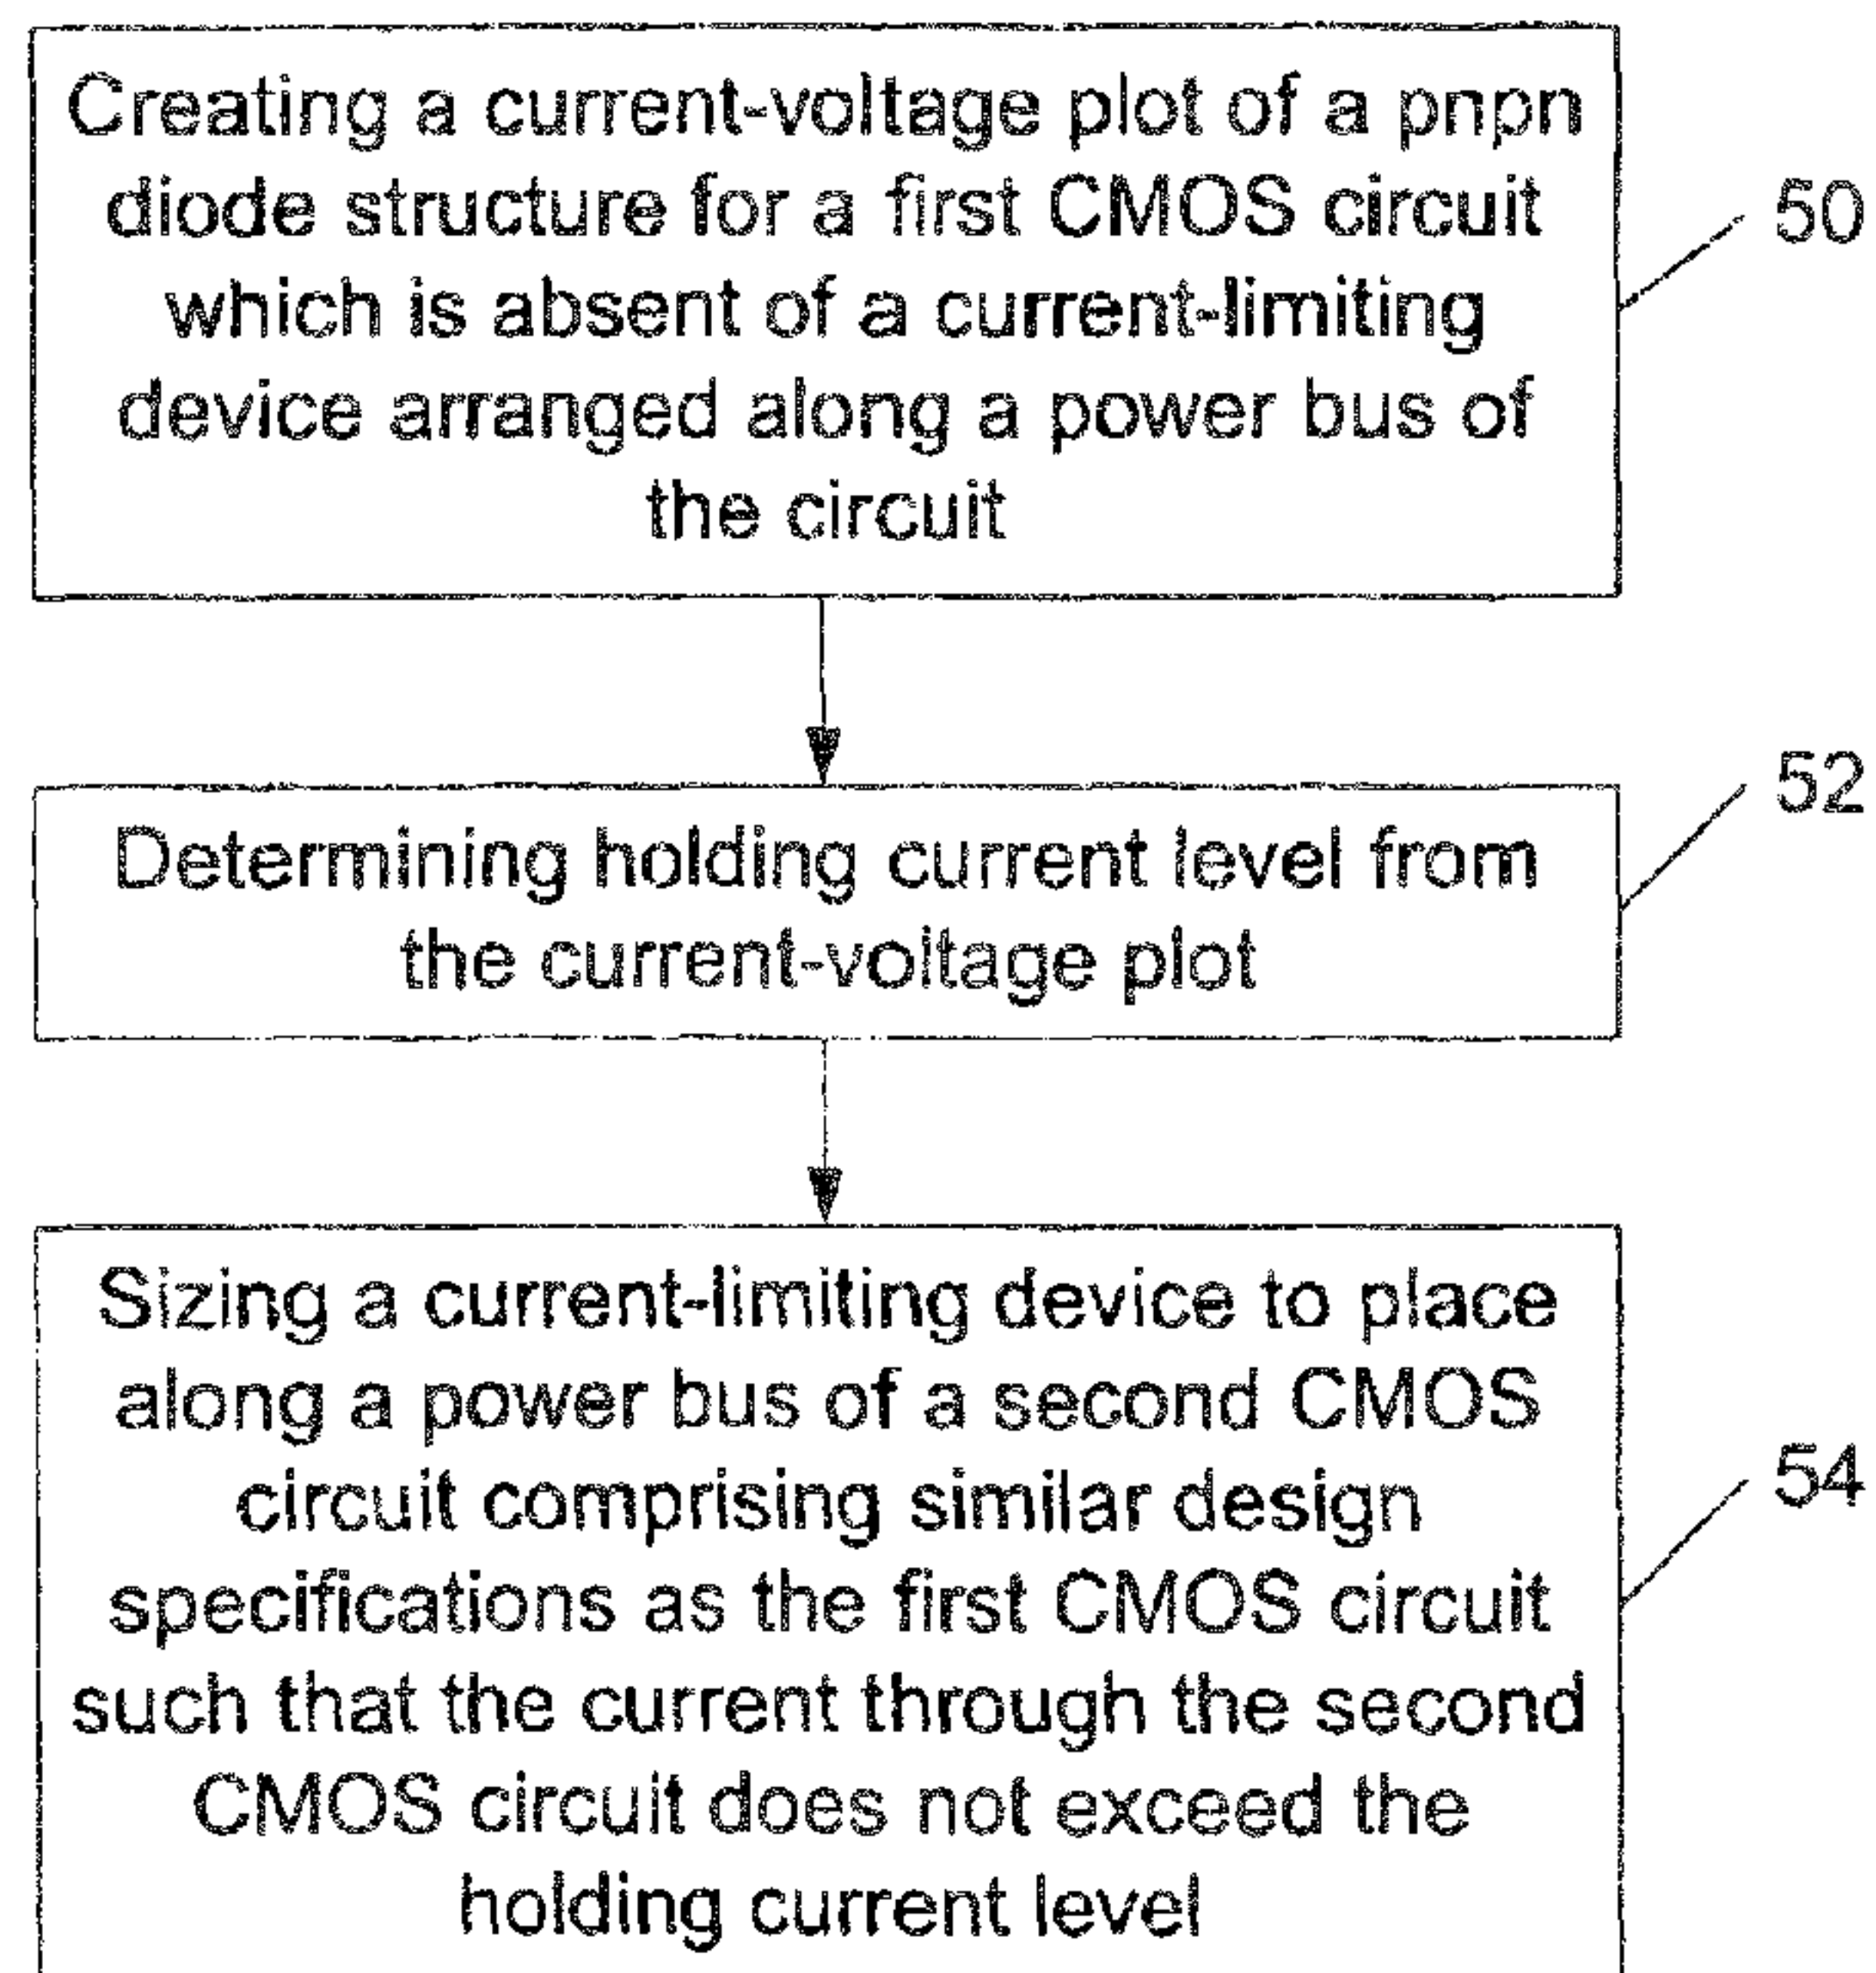 Creating a current-voltage plot of a pnpn
diode structure for a first CMOS circuit
which is absent of a current-limiting
device arranged along a power bus of
the circuit
50
Determining holding current level from
the current-voltage plot
52
Sizing a current-limiting device to place
along a power bus of a second CMOS
circuit comprising similar design
specifications as the first CMOS circuit
such that the current through the second
CMOS circuit does not exceed the
holding current level
54